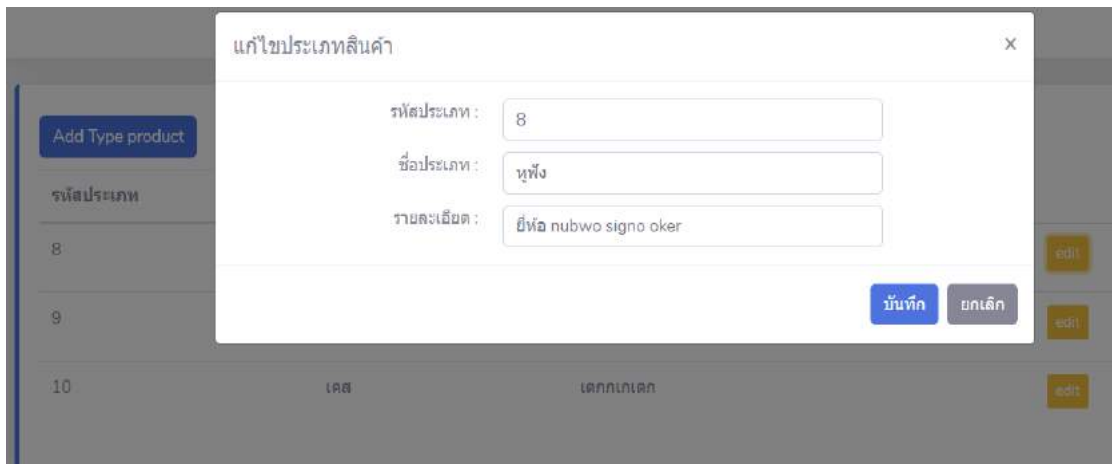 แก้ไขประเภทสินค้า ×
รหัสประเภท : 8
ชื่อประเภท : หูฟัง
รายละเอียด : ยี่ห้อ nubwo signo oker
บันทึก ยกเลิก
Add Type product
รหัสประเภท
8 edit
9 edit
10 เคส edit